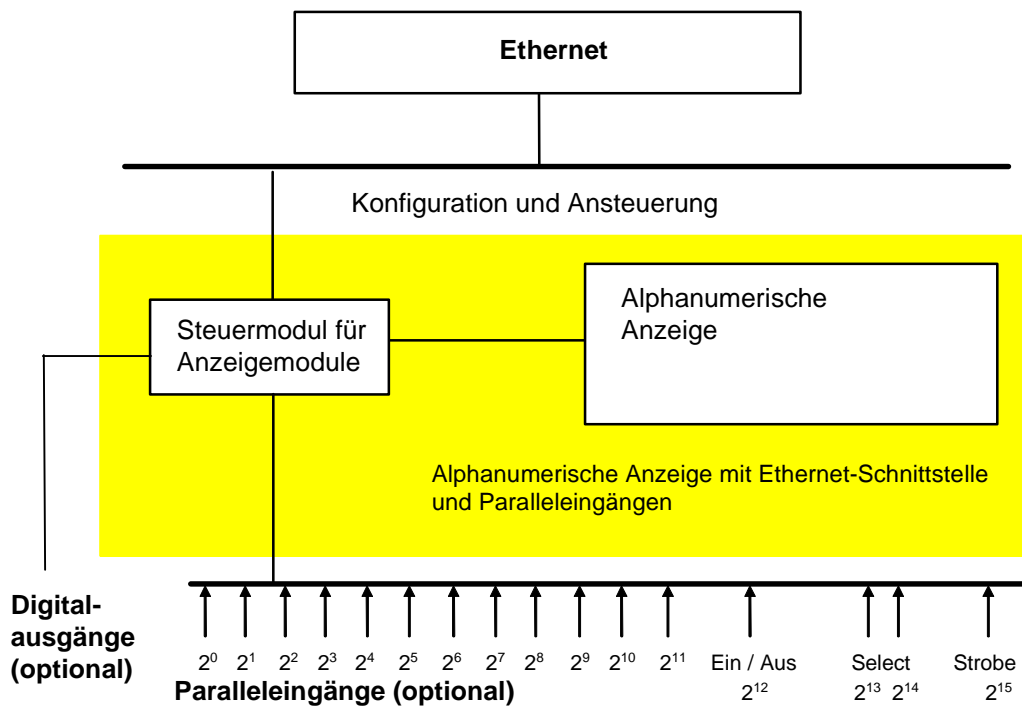 Ethernet
Konfiguration und Ansteuerung
Alphanumerische
Anzeige
Steuermodul für
Anzeigemodule
Alphanumerische Anzeige mit Ethernet-Schnittstelle
und Paralleleingängen
Digital-
ausgänge
(optional)
2⁰ 2¹ 2² 2³ 2⁴ 2⁵ 2⁶ 2⁷ 2⁸ 2⁹ 2¹⁰ 2¹¹ Ein / Aus Select Strobe
Paralleleingänge (optional) 2¹² 2¹³ 2¹⁴ 2¹⁵